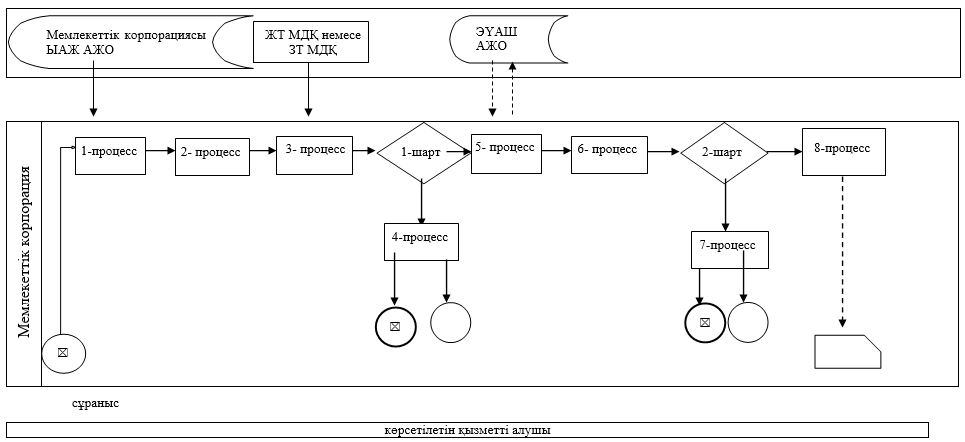 Мемлекеттік корпорациясы
ЫАЖ АЖО
ЖТ МДҚ немесе
ЗТ МДҚ
ЭҮАШ
АЖО
Мемлекеттік корпорация
1-процесс
2- процесс
3- процесс
1-шарт
5- процесс
6- процесс
2-шарт
8-процесс
4-процесс
7-процесс
сұраныс
көрсетілетін қызметті алушы